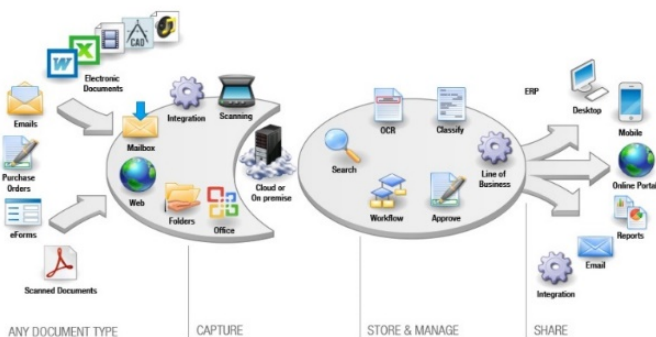 CAD
W
X
Electronic
Documents
Emails
Purchase
Orders
eForms
Scanned Documents
Integration
Scanning
Mailbox
Web
Folders
Office
Cloud or
On premise
OCR
Classify
Search
Line of
Business
Workflow
Approve
ERP
Desktop
Mobile
Online Portal
Reports
Email
Integration
ANY DOCUMENT TYPE
CAPTURE
STORE & MANAGE
SHARE